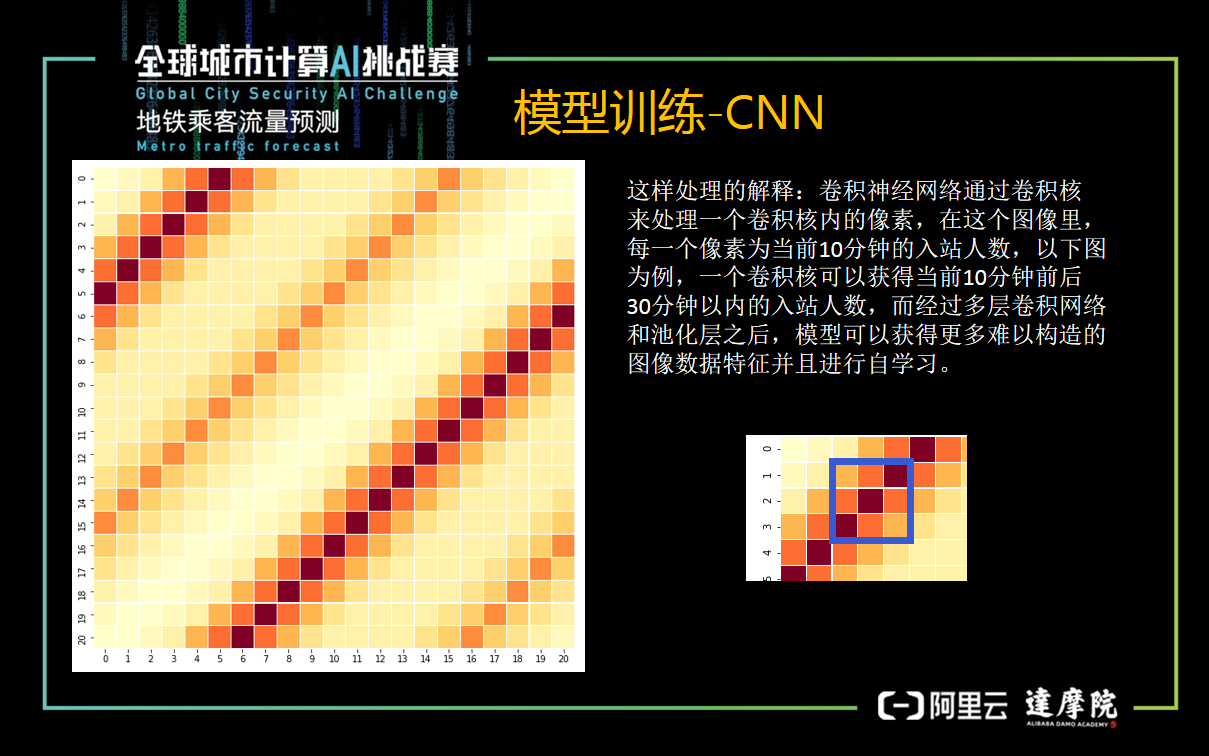 全球城市计算AI挑战赛
Global City Security AI Challenge
地铁乘客流量预测
Metro traffic forecast
模型训练-CNN
这样处理的解释：卷积神经网络通过卷积核
来处理一个卷积核内的像素，在这个图像里，
每一个像素为当前10分钟的入站人数，以下图
为例，一个卷积核可以获得当前10分钟前后
30分钟以内的入站人数，而经过多层卷积网络
和池化层之后，模型可以获得更多难以构造的
图像数据特征并且进行自学习。
0
1
2
3
4
5
6
7
8
9
10
11
12
13
14
15
16
17
18
19
20
0 1 2 3 4 5 6 7 8 9 10 11 12 13 14 15 16 17 18 19 20
0
1
2
3
4
5
阿里云 達摩院
ALIBABA DAMO ACADEMY